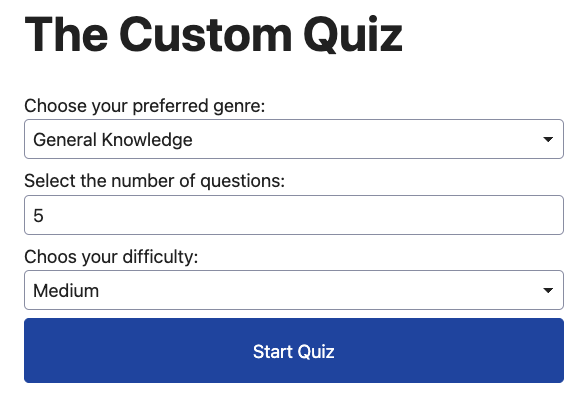 The Custom Quiz
Choose your preferred genre:
General Knowledge
Select the number of questions:
5
Choos your difficulty:
Medium
Start Quiz